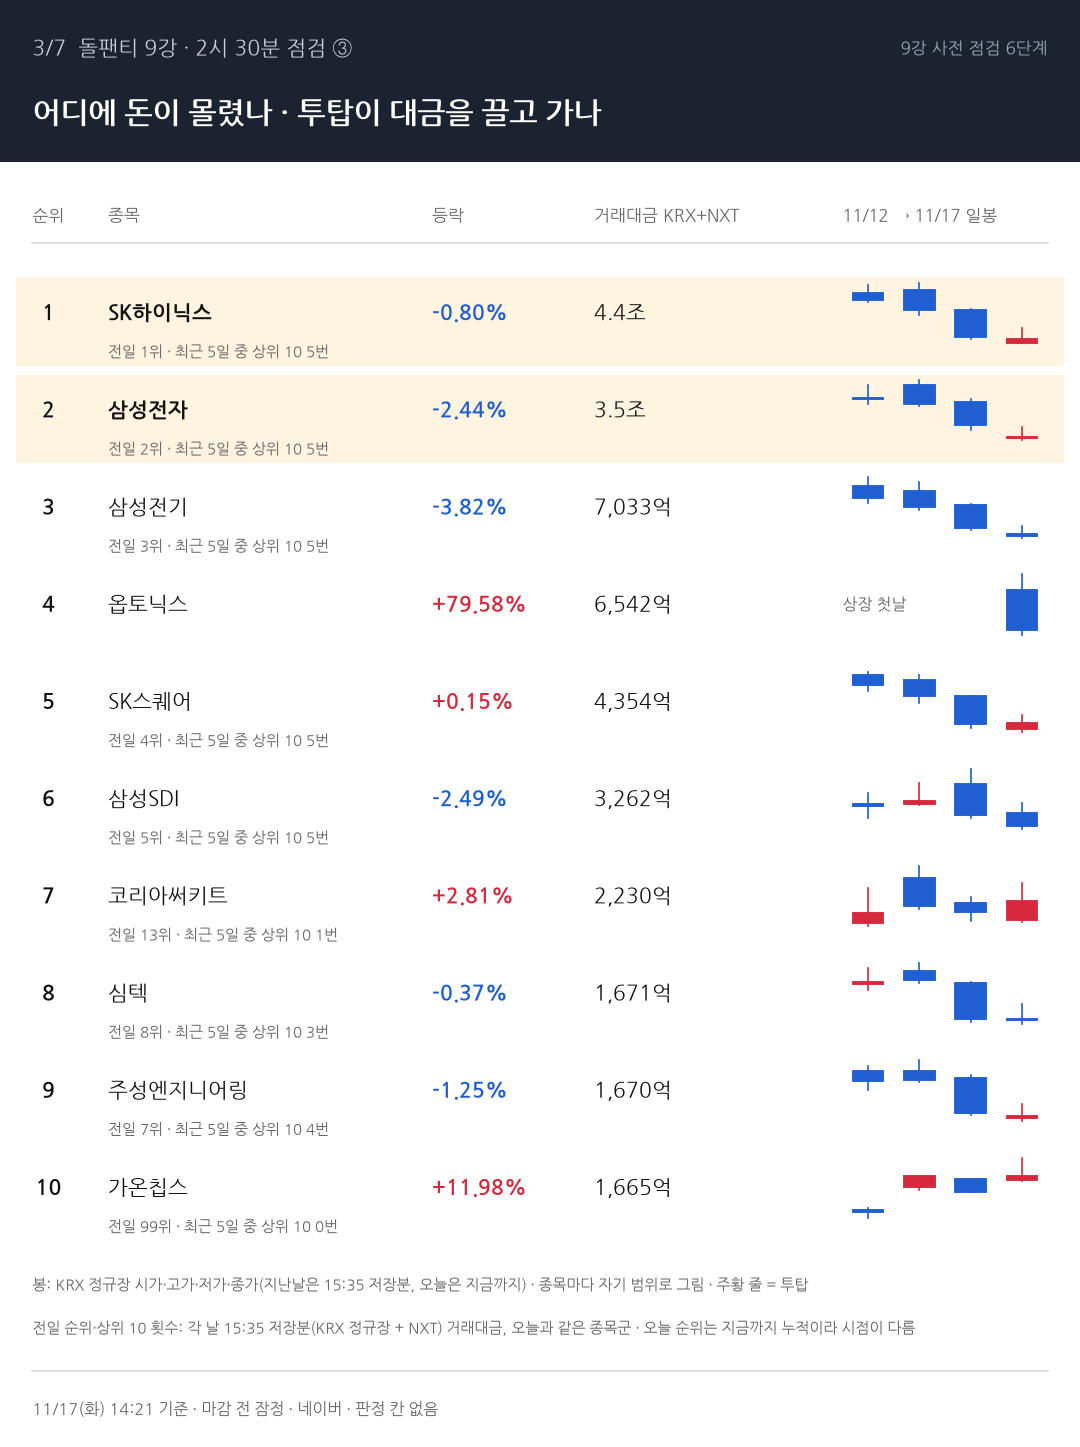 3/7 돌팬티 9강 · 2시 30분 점검 ③
9강 사전 점검 6단계
어디에 돈이 몰렸나 · 투탑이 대금을 끌고 가나
순위 종목 등락 거래대금 KRX+NXT 11/12 → 11/17 일봉
1 SK하이닉스 -0.80% 4.4조
전일 1위 · 최근 5일 중 상위 10 5번
2 삼성전자 -2.44% 3.5조
전일 2위 · 최근 5일 중 상위 10 5번
3 삼성전기 -3.82% 7,033억
전일 3위 · 최근 5일 중 상위 10 5번
4 옵토닉스 +79.58% 6,542억 상장 첫날
5 SK스퀘어 +0.15% 4,354억
전일 4위 · 최근 5일 중 상위 10 5번
6 삼성SDI -2.49% 3,262억
전일 5위 · 최근 5일 중 상위 10 5번
7 코리아써키트 +2.81% 2,230억
전일 13위 · 최근 5일 중 상위 10 1번
8 심텍 -0.37% 1,671억
전일 8위 · 최근 5일 중 상위 10 3번
9 주성엔지니어링 -1.25% 1,670억
전일 7위 · 최근 5일 중 상위 10 4번
10 가온칩스 +11.98% 1,665억
전일 99위 · 최근 5일 중 상위 10 0번
봉: KRX 정규장 시가·고가·저가·종가(지난날은 15:35 저장분, 오늘은 지금까지) · 종목마다 자기 범위로 그림 · 주황 줄 = 투탑
전일 순위·상위 10 횟수: 각 날 15:35 저장분(KRX 정규장 + NXT) 거래대금, 오늘과 같은 종목군 · 오늘 순위는 지금까지 누적이라 시점이 다름
11/17(화) 14:21 기준 · 마감 전 잠정 · 네이버 · 판정 칸 없음